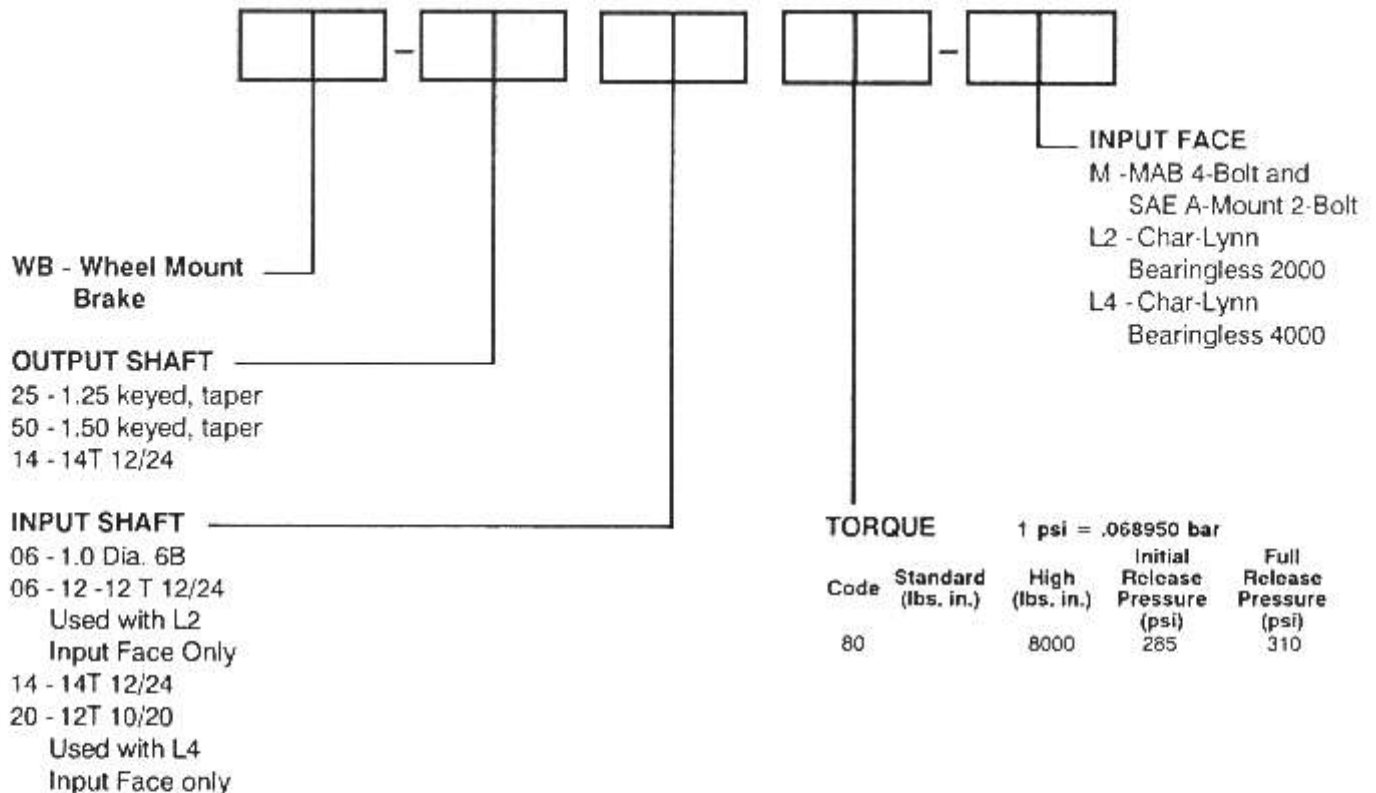 INPUT FACE
M -MAB 4-Bolt and
SAE A-Mount 2-Bolt
L2 - Char-Lynn
Bearingless 2000
L4 - Char-Lynn
Bearingless 4000
WB - Wheel Mount
Brake
OUTPUT SHAFT
25 - 1.25 keyed, taper
50 - 1.50 keyed, taper
14 - 14T 12/24
INPUT SHAFT
06 - 1.0 Dia. 6B
06 - 12 -12 T 12/24
Used with L2
Input Face Only
14 - 14T 12/24
20 - 12T 10/20
Used with L4
Input Face only
TORQUE 1 psi = .068950 bar
Code Standard (lbs. in.) High (lbs. in.) Initial Release Pressure (psi) Full Release Pressure (psi)
80 8000 285 310